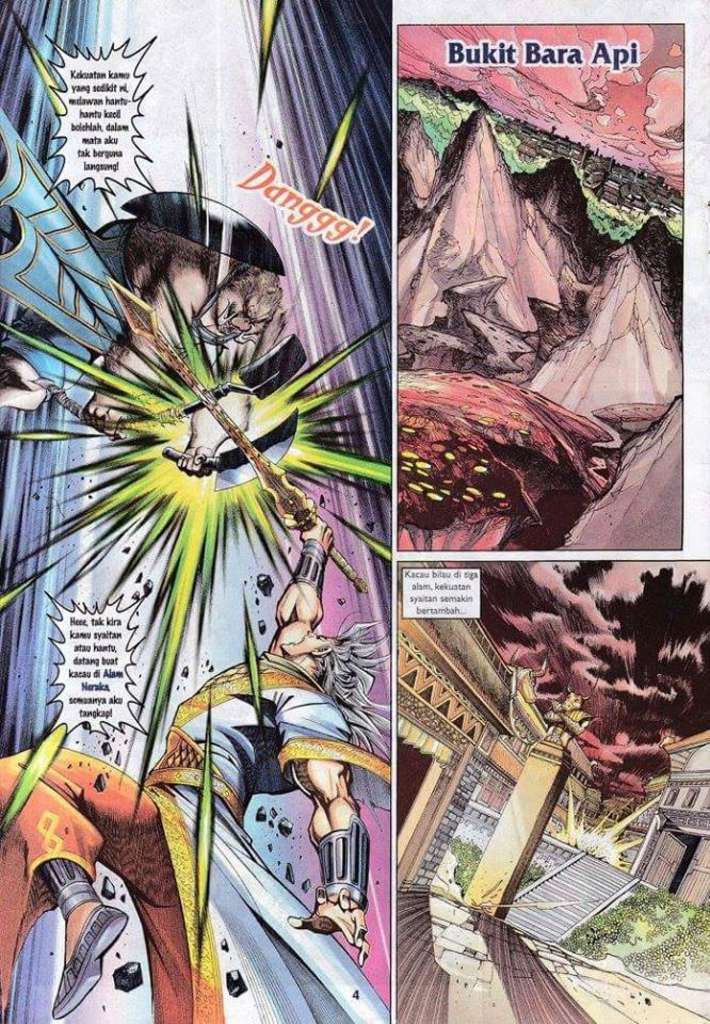 Kekuatan kamu
yang sedikit ni,
melawan hantu-
hantu kecil
bolehlah, dalam
mata aku
tak berguna
langsung!
Danggg!
Hese, tak kira
kamu syaitan
atau hantu,
datang buat
kacau di Alam
Neraka,
semuanya aku
tangkap!
4
Bukit Bara Api
Kacau bilau di tiga
alam, kekuatan
syaitan semakin
bertambah...